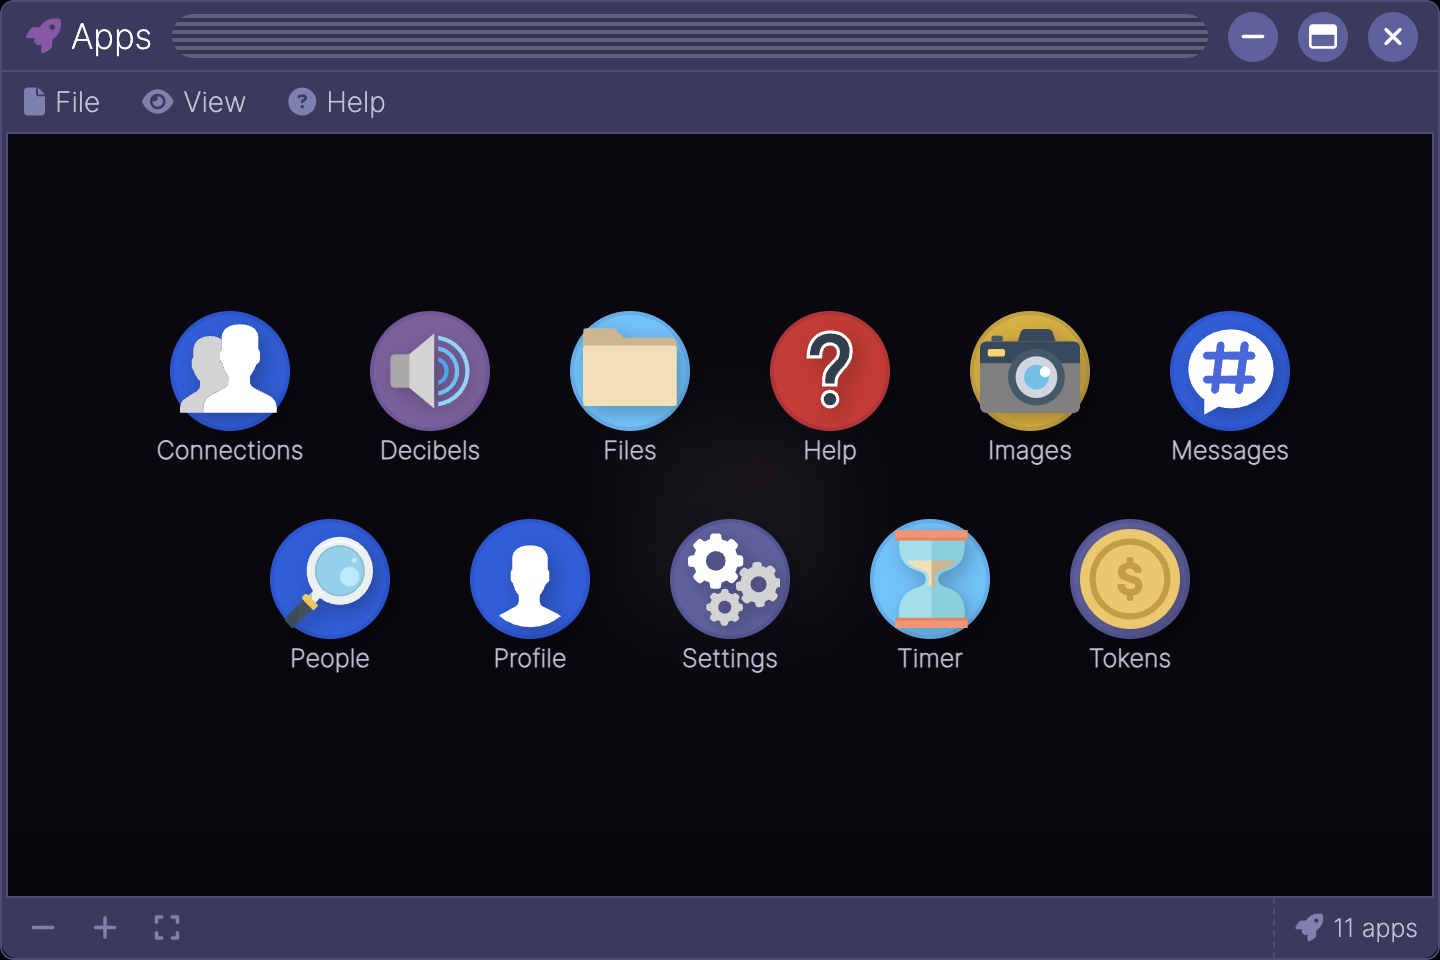 Apps
File View Help
Connections Decibels Files Help Images Messages
People Profile Settings Timer Tokens
11 apps